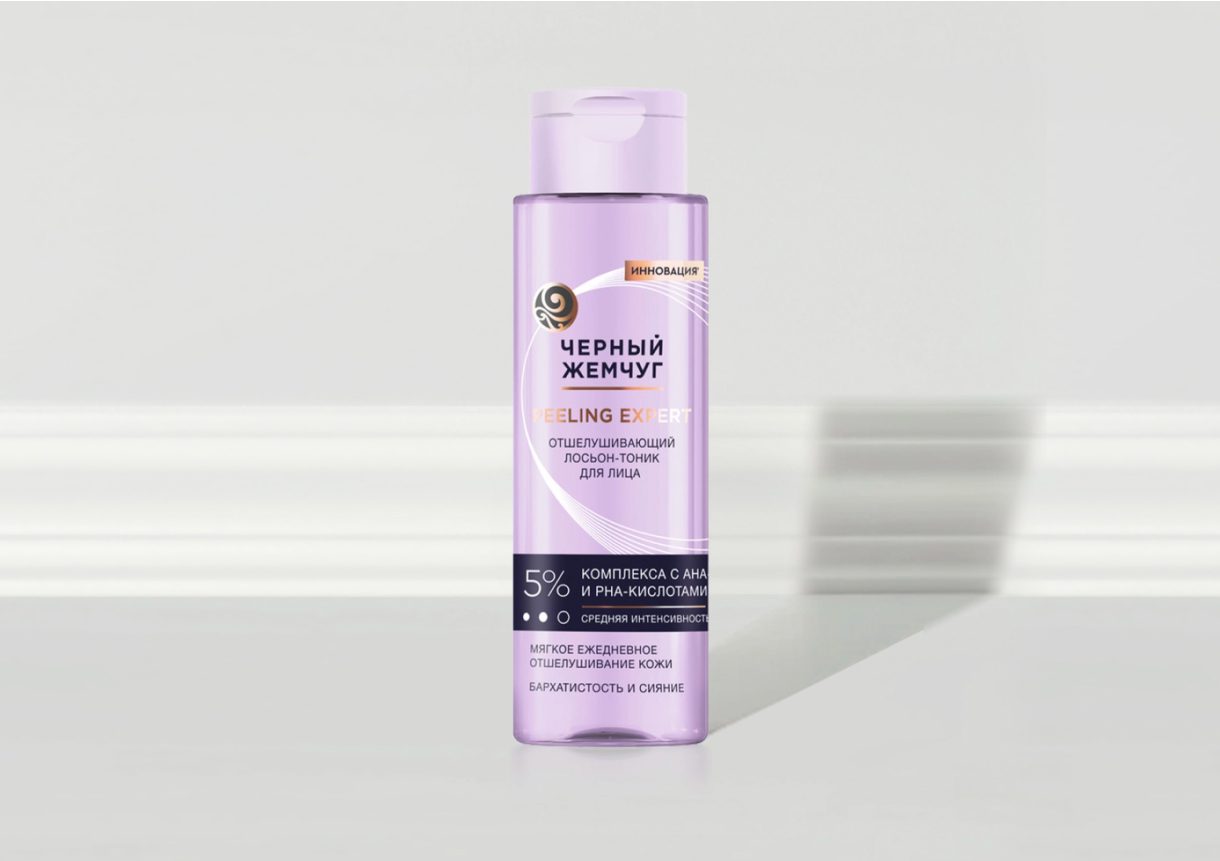 ИННОВАЦИЯ*
ЧЕРНЫЙ
ЖЕМЧУГ
PEELING EXPERT
ОТШЕЛУШИВАЮЩИЙ
ЛОСЬОН-ТОНИК
ДЛЯ ЛИЦА
5% КОМПЛЕКСА С AHA-
И PHA-КИСЛОТАМИ
СРЕДНЯЯ ИНТЕНСИВНОСТЬ
МЯГКОЕ ЕЖЕДНЕВНОЕ
ОТШЕЛУШИВАНИЕ КОЖИ
БАРХАТИСТОСТЬ И СИЯНИЕ